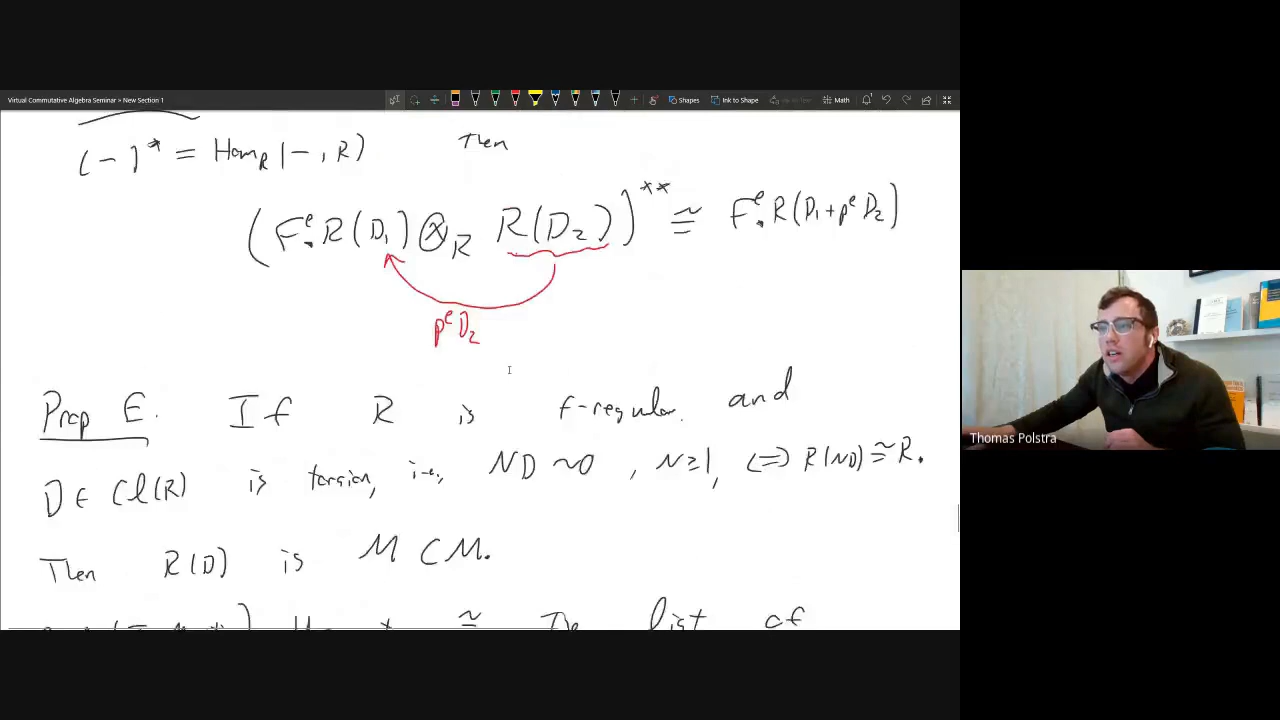 Virtual Commutative Algebra Seminar » New Section 1
Shapes Ink to Shape Math
(-)* = Hom_R(-, R) Then
(F^e_* R(D_1) ⊗_R R(D_2))** ≅ F^e_* R(D_1 + p^e D_2)
p^e D_2
Prop E. If R is F-regular. and
D ∈ Cl(R) is torsion, i.e., ND ~ 0, N ≥ 1, ⟺ R(ND) ≅ R.
Then R(D) is MCM.
≅ The list of
Thomas Polstra